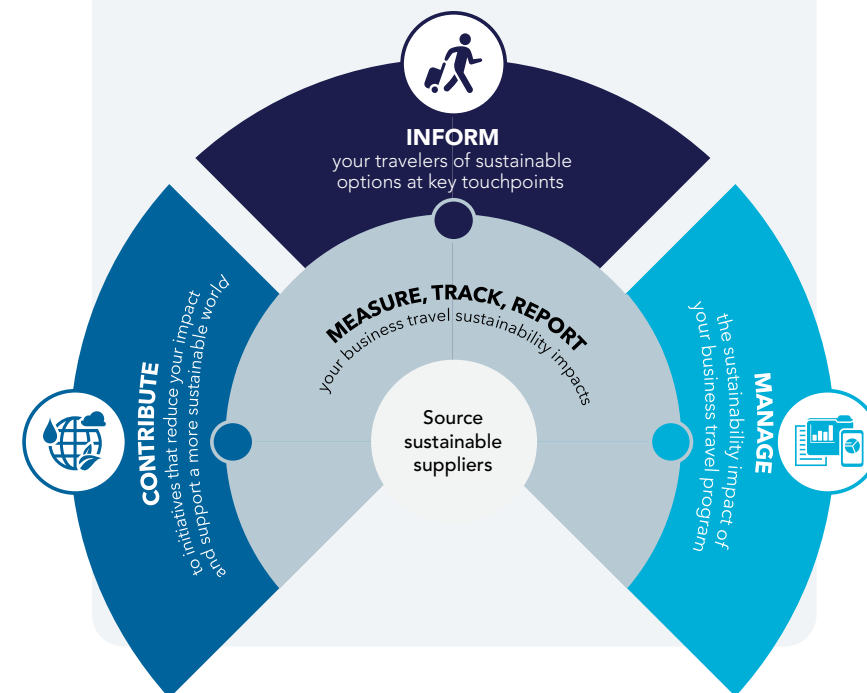 INFORM
your travelers of sustainable
options at key touchpoints
CONTRIBUTE
to initiatives that reduce your impact
and support a more sustainable world
MEASURE, TRACK, REPORT
your business travel sustainability impacts
Source
sustainable
suppliers
MANAGE
the sustainability impact of
your business travel program